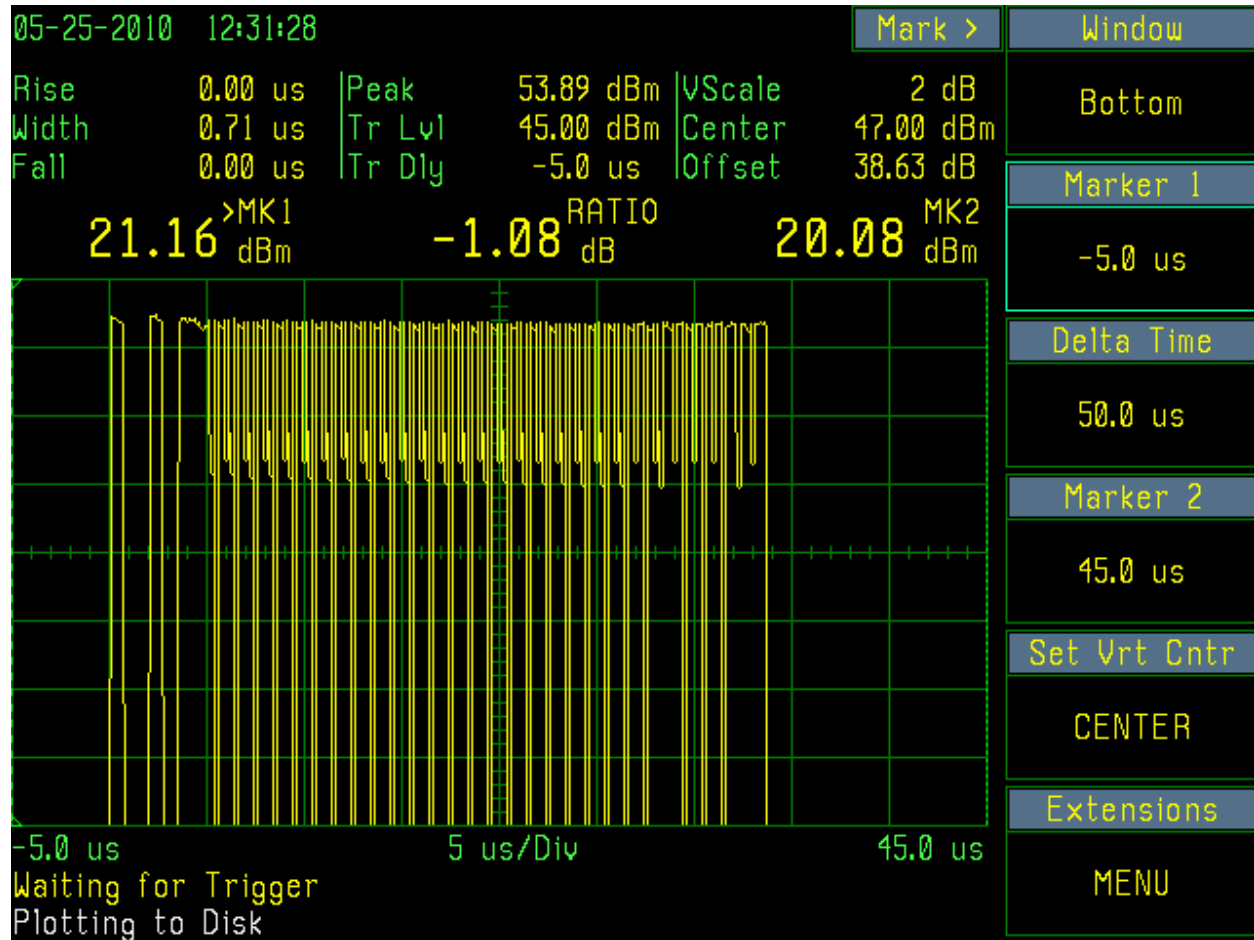 05-25-2010 12:31:28 Mark > Window
Rise 0.00 us Peak 53.89 dBm VScale 2 dB Bottom
Width 0.71 us Tr Lvl 45.00 dBm Center 47.00 dBm
Fall 0.00 us Tr Dly -5.0 us Offset 38.63 dB
Marker 1
21.16 >MK1 dBm -1.08 RATIO dB 20.08 MK2 dBm
-5.0 us
Delta Time
50.0 us
Marker 2
45.0 us
Set Vrt Cntr
CENTER
Extensions
-5.0 us 5 us/Div 45.0 us
MENU
Waiting for Trigger
Plotting to Disk